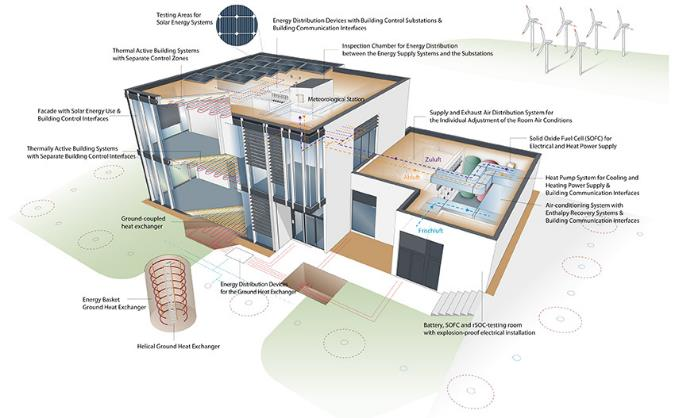 Testing Areas for
Solar Energy Systems
Energy Distribution Devices with Building Control Substations &
Building Communication Interfaces
Thermal Active Building Systems
with Separate Control Zones
Inspection Chamber for Energy Distribution
between the Energy Supply Systems and the Substations
Meteorological Station
Facade with Solar Energy Use &
Building Control Interfaces
Supply and Exhaust Air Distribution System for
the Individual Adjustment of the Room Air Conditions
Solid Oxide Fuel Cell (SOFC) for
Electrical and Heat Power Supply
Thermally Active Building Systems
with Separate Building Control Interfaces
Zuluft
Abluft
Heat Pump System for Cooling and
Heating Power Supply &
Building Communication Interfaces
Air-conditioning System with
Enthalpy Recovery Systems &
Building Communication Interfaces
Ground-coupled
heat exchanger
Frischluft
Energy Distribution Devices
for the Ground Heat Exchanger
Energy Basket
Ground Heat Exchanger
Battery, SOFC and rSOC-testing room
with explosion-proof electrical installation
Helical Ground Heat Exchanger